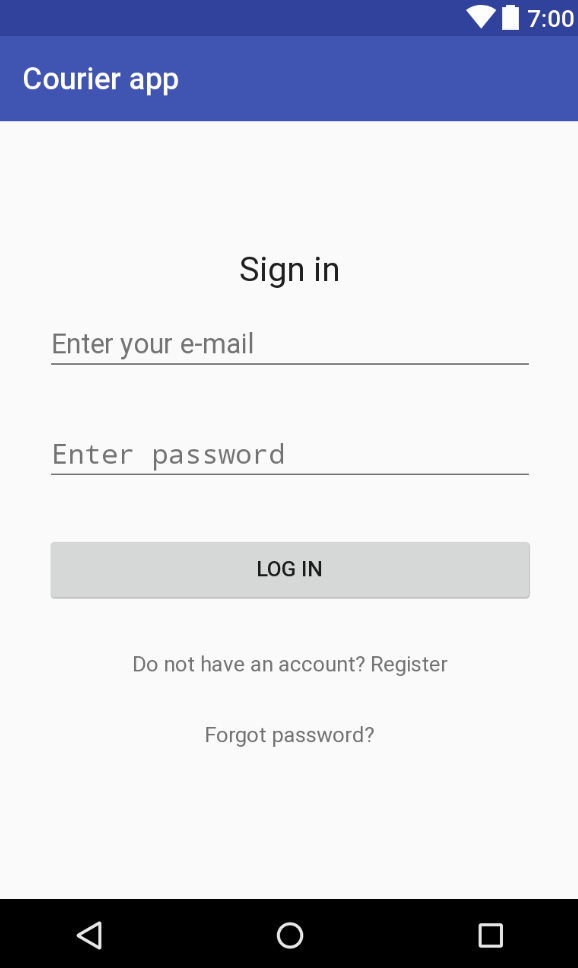 7:00
Courier app
Sign in
Enter your e-mail
Enter password
LOG IN
Do not have an account? Register
Forgot password?